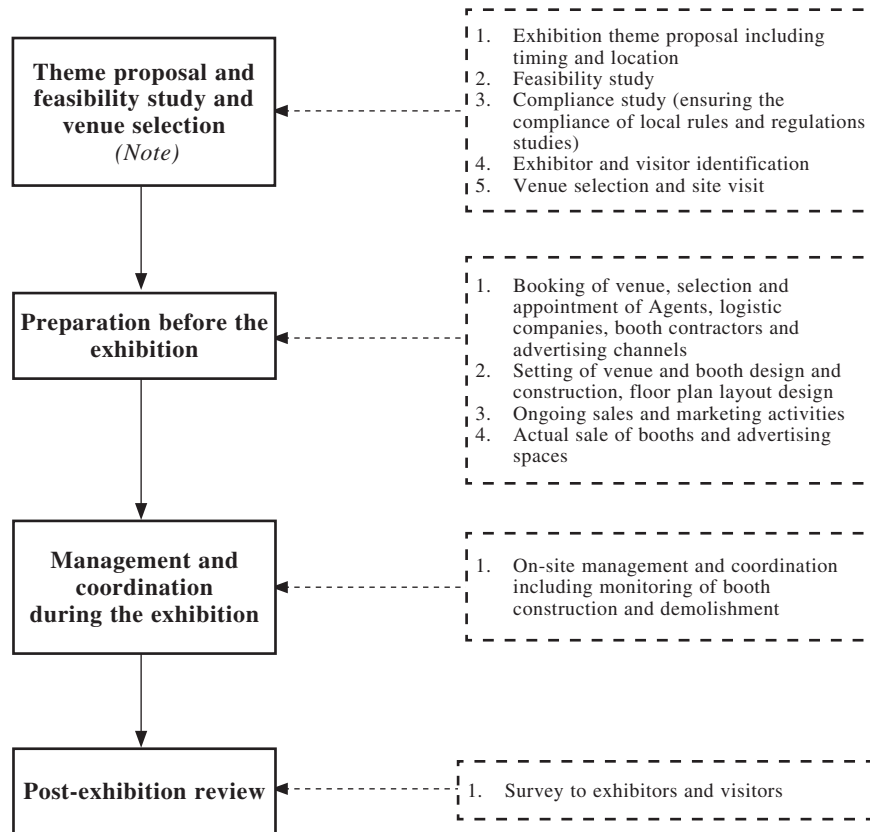 Theme proposal and
feasibility study and
venue selection
(Note)
1. Exhibition theme proposal including
timing and location
2. Feasibility study
3. Compliance study (ensuring the
compliance of local rules and regulations
studies)
4. Exhibitor and visitor identification
5. Venue selection and site visit
Preparation before the
exhibition
1. Booking of venue, selection and
appointment of Agents, logistic
companies, booth contractors and
advertising channels
2. Setting of venue and booth design and
construction, floor plan layout design
3. Ongoing sales and marketing activities
4. Actual sale of booths and advertising
spaces
Management and
coordination
during the exhibition
1. On-site management and coordination
including monitoring of booth
construction and demolishment
Post-exhibition review
1. Survey to exhibitors and visitors